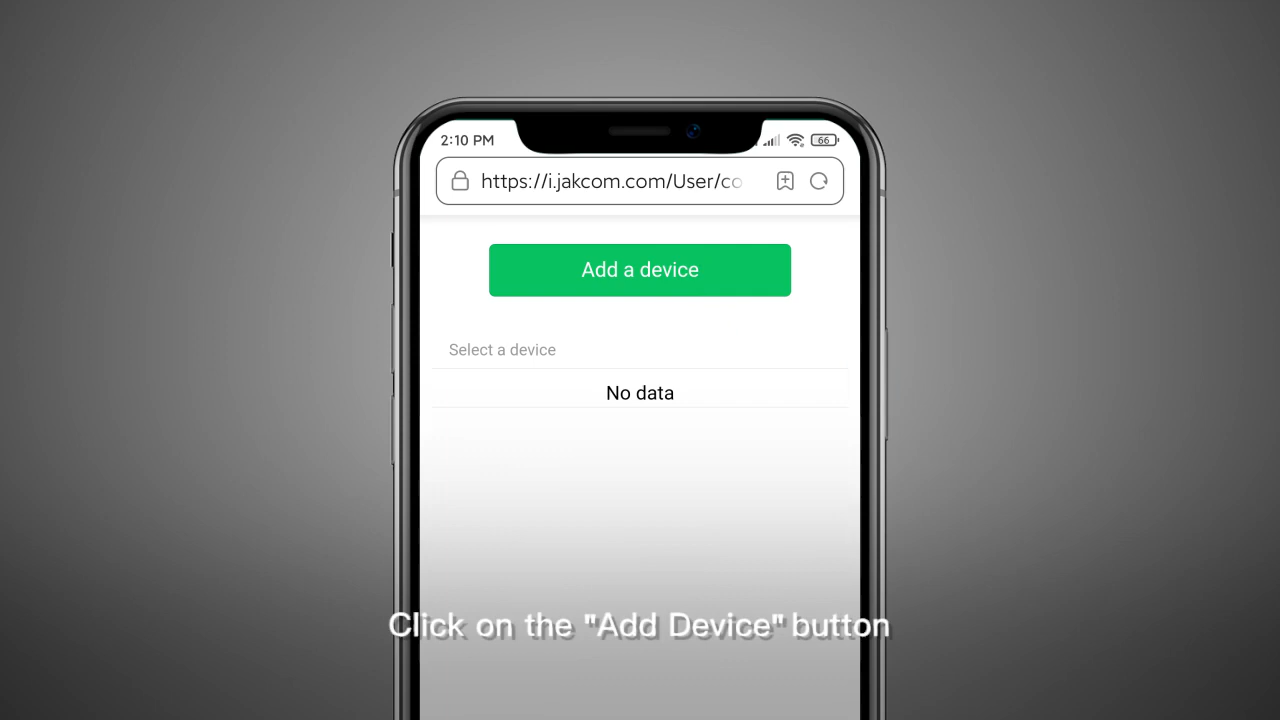 2:10 PM
66
https://i.jakcom.com/User/co
Add a device
Select a device
No data
Click on the "Add Device" button